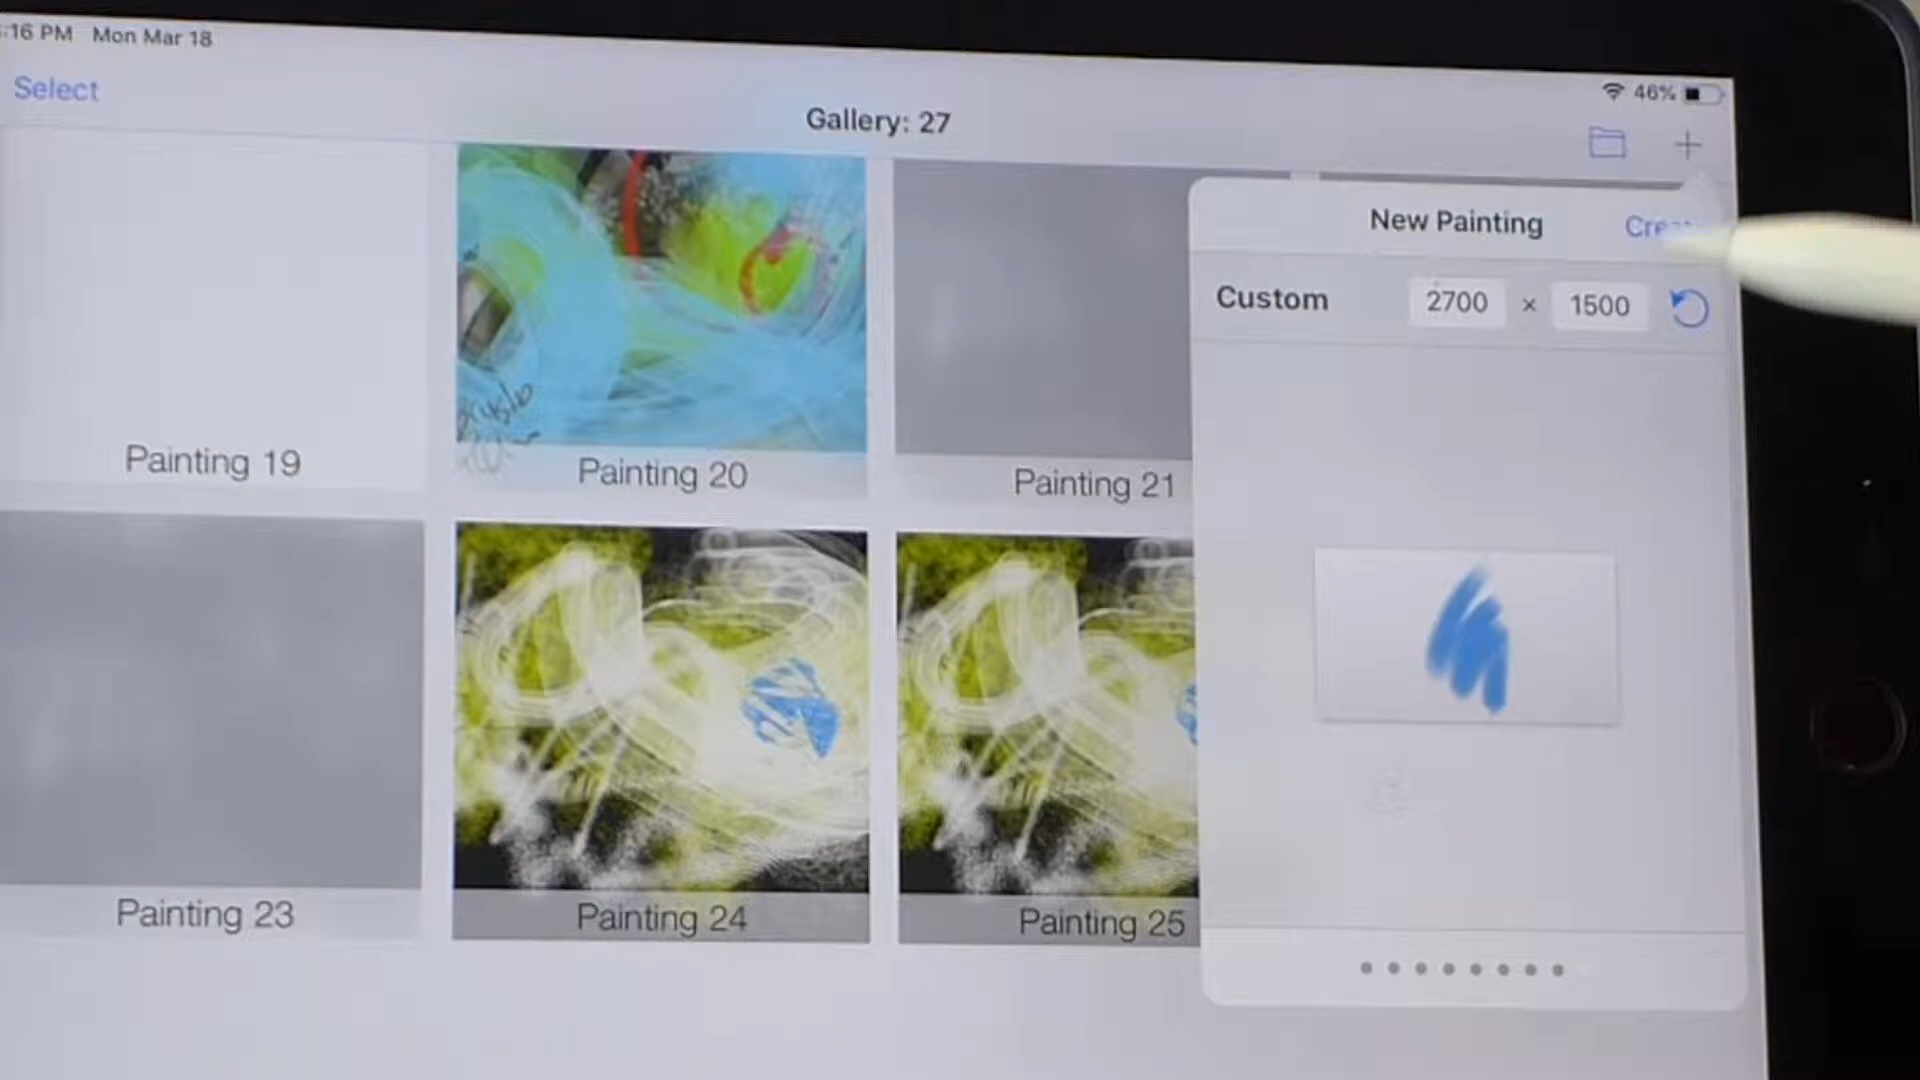 :16 PM Mon Mar 18
46%
Select
Gallery: 27
New Painting
Custom 2700 × 1500
Painting 19
Painting 20
Painting 21
Painting 23
Painting 24
Painting 25